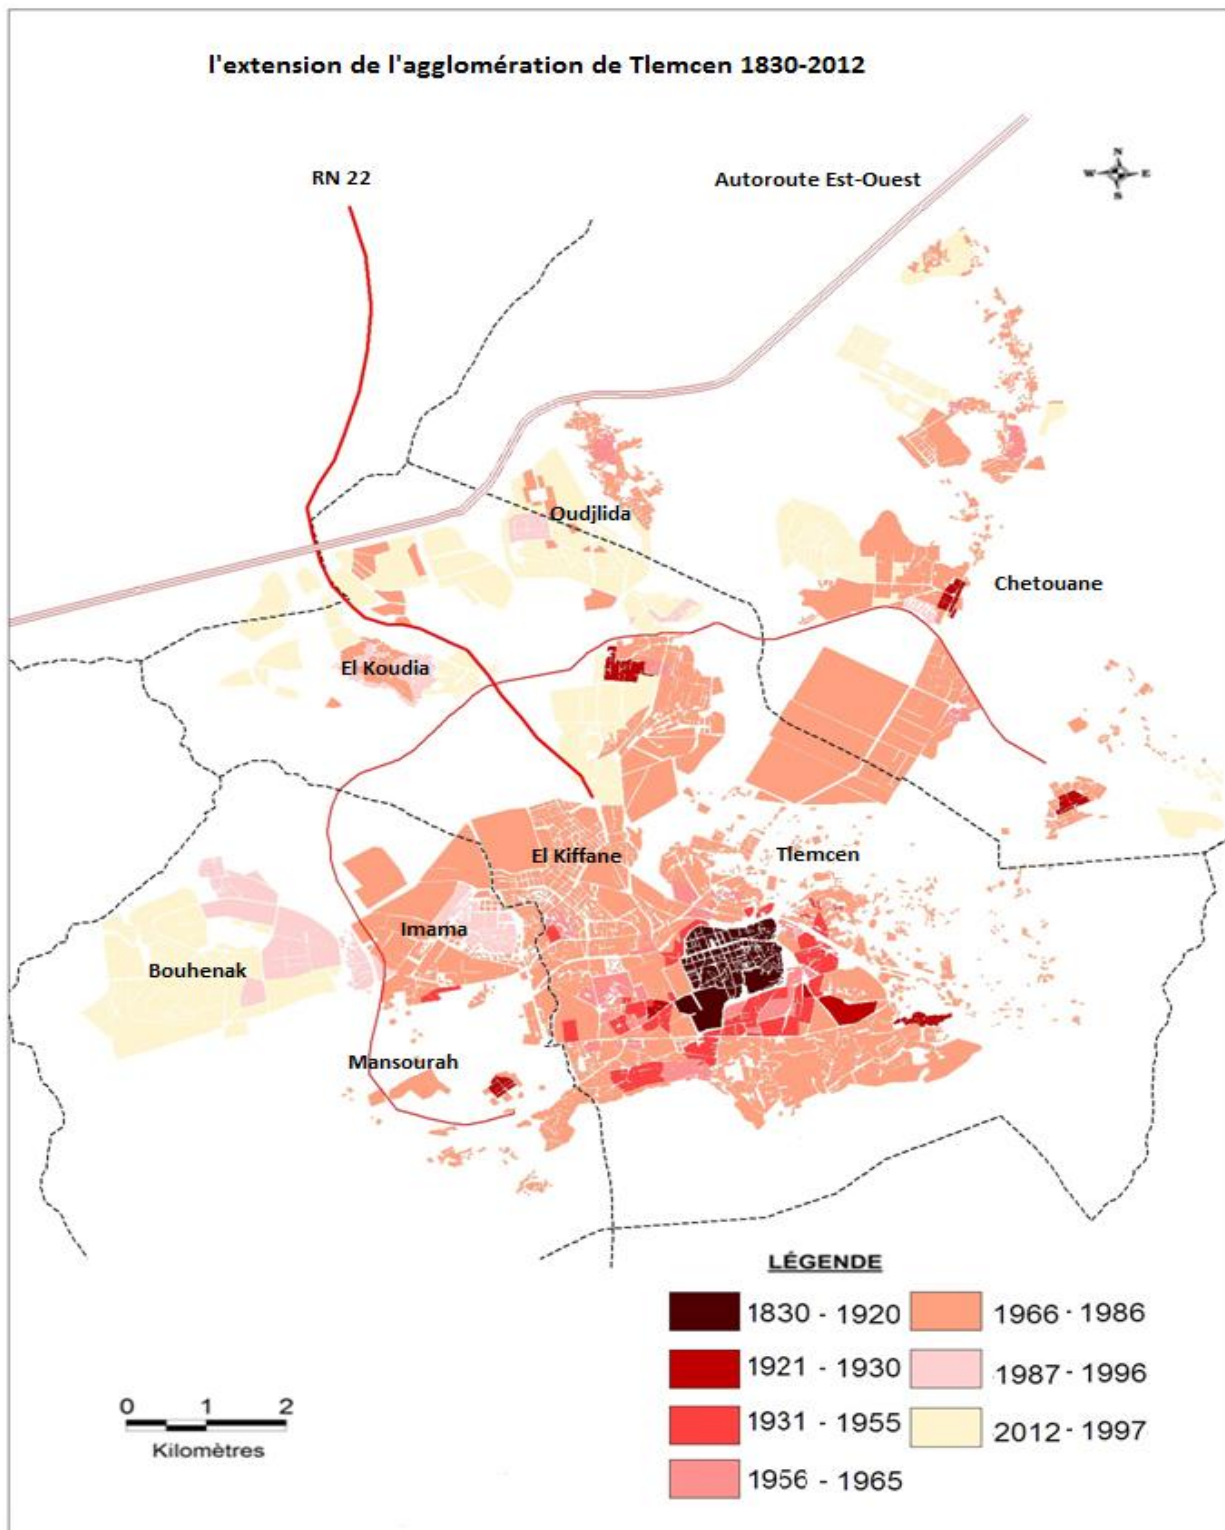 l'extension de l'agglomération de Tlemcen 1830-2012
RN 22
Autoroute Est-Ouest
N
W
E
S
Oudjlida
Chetouane
El Koudia
El Kiffane
Tlemcen
Imama
Bouhenak
Mansourah
LÉGENDE
1830 - 1920
1966 - 1986
1921 - 1930
1987 - 1996
1931 - 1955
2012 - 1997
1956 - 1965
0 1 2
Kilomètres